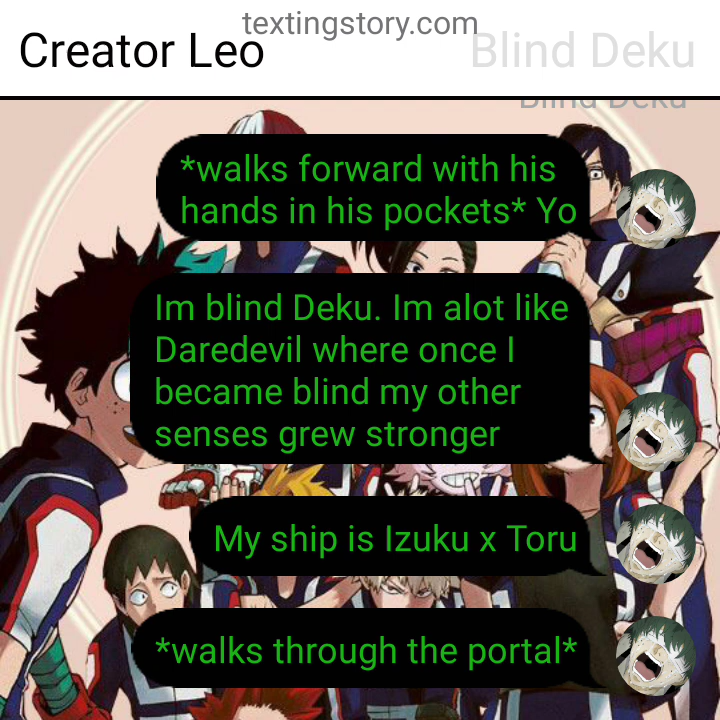 textingstory.com
Creator Leo
Blind Deku
Blind Deku
*walks forward with his
hands in his pockets* Yo
Im blind Deku. Im alot like
Daredevil where once I
became blind my other
senses grew stronger
My ship is Izuku x Toru
*walks through the portal*